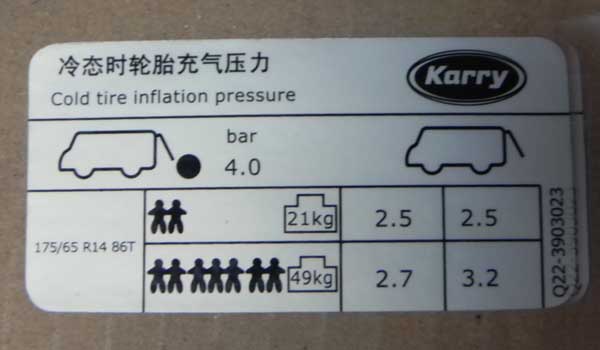 冷态时轮胎充气压力
Cold tire inflation pressure
Karry
bar
4.0
175/65 R14 86T
21kg
2.5
2.5
49kg
2.7
3.2
Q22-3903023